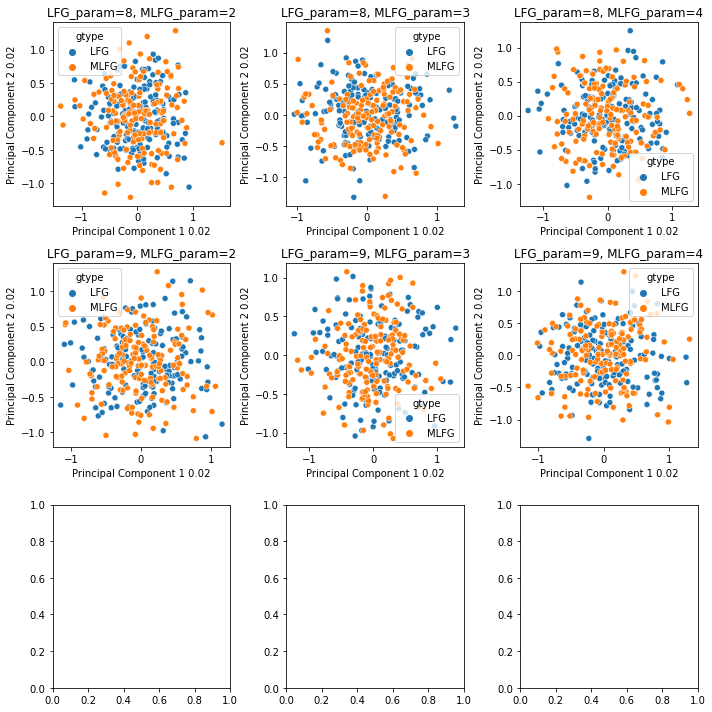 LFG_param=8, MLFG_param=2
LFG_param=8, MLFG_param=3
LFG_param=8, MLFG_param=4
gtype
LFG
MLFG
gtype
LFG
MLFG
gtype
LFG
MLFG
Principal Component 2 0.02
1.0
0.5
0.0
−0.5
−1.0
−1
0
1
Principal Component 1 0.02
Principal Component 2 0.02
1.0
0.5
0.0
−0.5
−1.0
−1
0
1
Principal Component 1 0.02
Principal Component 2 0.02
1.0
0.5
0.0
−0.5
−1.0
−1
0
1
Principal Component 1 0.02
LFG_param=9, MLFG_param=2
LFG_param=9, MLFG_param=3
LFG_param=9, MLFG_param=4
gtype
LFG
MLFG
gtype
LFG
MLFG
gtype
LFG
MLFG
Principal Component 2 0.02
1.0
0.5
0.0
−0.5
−1.0
−1
0
1
Principal Component 1 0.02
Principal Component 2 0.02
1.0
0.5
0.0
−0.5
−1.0
−1
0
1
Principal Component 1 0.02
Principal Component 2 0.02
1.0
0.5
0.0
−0.5
−1.0
−1
0
1
Principal Component 1 0.02
1.0
0.8
0.6
0.4
0.2
0.0
0.0 0.2 0.4 0.6 0.8 1.0
1.0
0.8
0.6
0.4
0.2
0.0
0.0 0.2 0.4 0.6 0.8 1.0
1.0
0.8
0.6
0.4
0.2
0.0
0.0 0.2 0.4 0.6 0.8 1.0